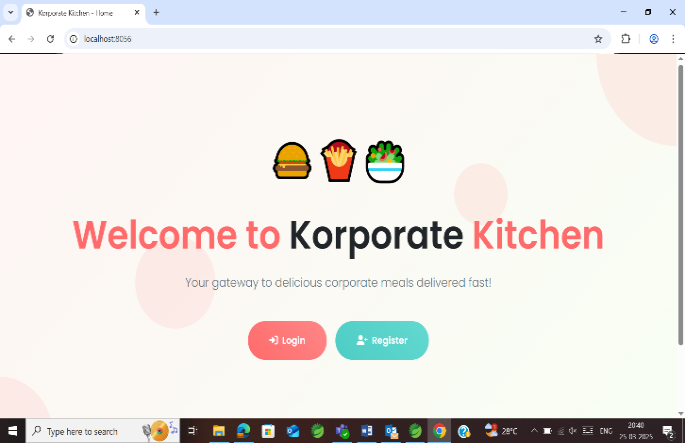 Korporate Kitchen - Home
localhost:8056
Welcome to Korporate Kitchen
Your gateway to delicious corporate meals delivered fast!
Login
Register
Type here to search
28°C
ENG
20:40
25-03-2025
2